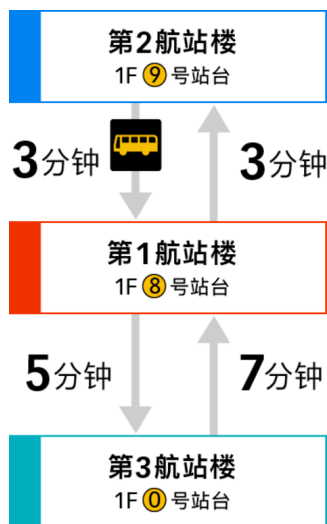 第2航站楼
1F 9 号站台
3分钟
3分钟
第1航站楼
1F 8 号站台
5分钟
7分钟
第3航站楼
1F 0 号站台